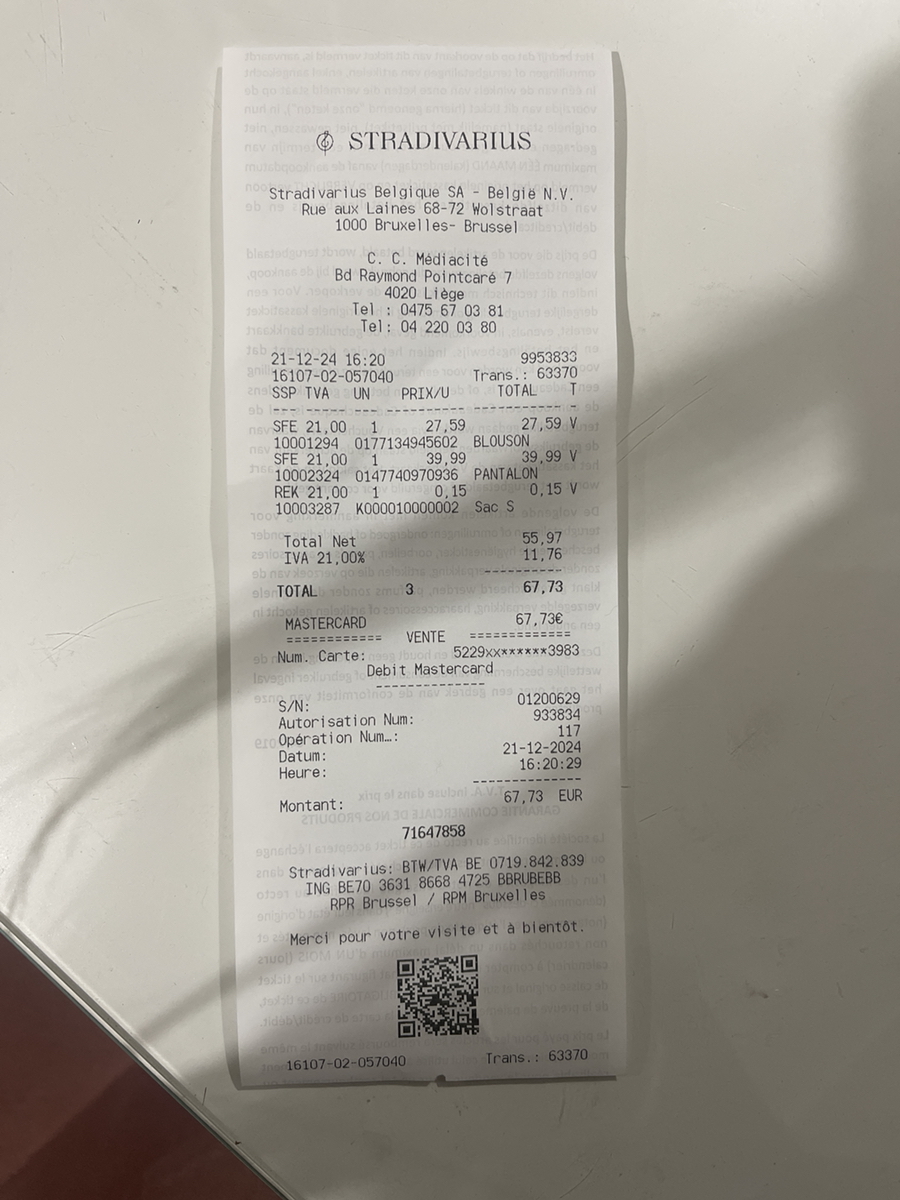 STRADIVARIUS
Stradivarius Belgique SA - België N.V.
Rue aux Laines 68-72 Wolstraat
1000 Bruxelles- Brussel
C. C. Médiacité
Bd Raymond Pointcaré 7
4020 Liège
Tel : 0475 67 03 81
Tel: 04 220 03 80
21-12-24 16:20 9953833
16107-02-057040 Trans.: 63370
SSP TVA UN PRIX/U TOTAL T
SFE 21,00 1 27,59 27,59 V
10001294 0177134945602 BLOUSON
SFE 21,00 1 39,99 39,99 V
10002324 0147740970936 PANTALON
REK 21,00 1 0,15 0,15 V
10003287 K000010000002 Sac S
Total Net 55,97
IVA 21,00% 11,76
TOTAL 3 67,73
MASTERCARD 67,73€
============ VENTE =============
Num. Carte: 5229xx******3983
Debit Mastercard
S/N: 01200629
Autorisation Num: 933834
Opération Num…: 117
Datum: 21-12-2024
Heure: 16:20:29
Montant: 67,73 EUR
71647858
Stradivarius: BTW/TVA BE 0719.842.839
ING BE70 3631 8668 4725 BBRUBEBB
RPR Brussel / RPM Bruxelles
Merci pour votre visite et à bientôt.
16107-02-057040 Trans.: 63370